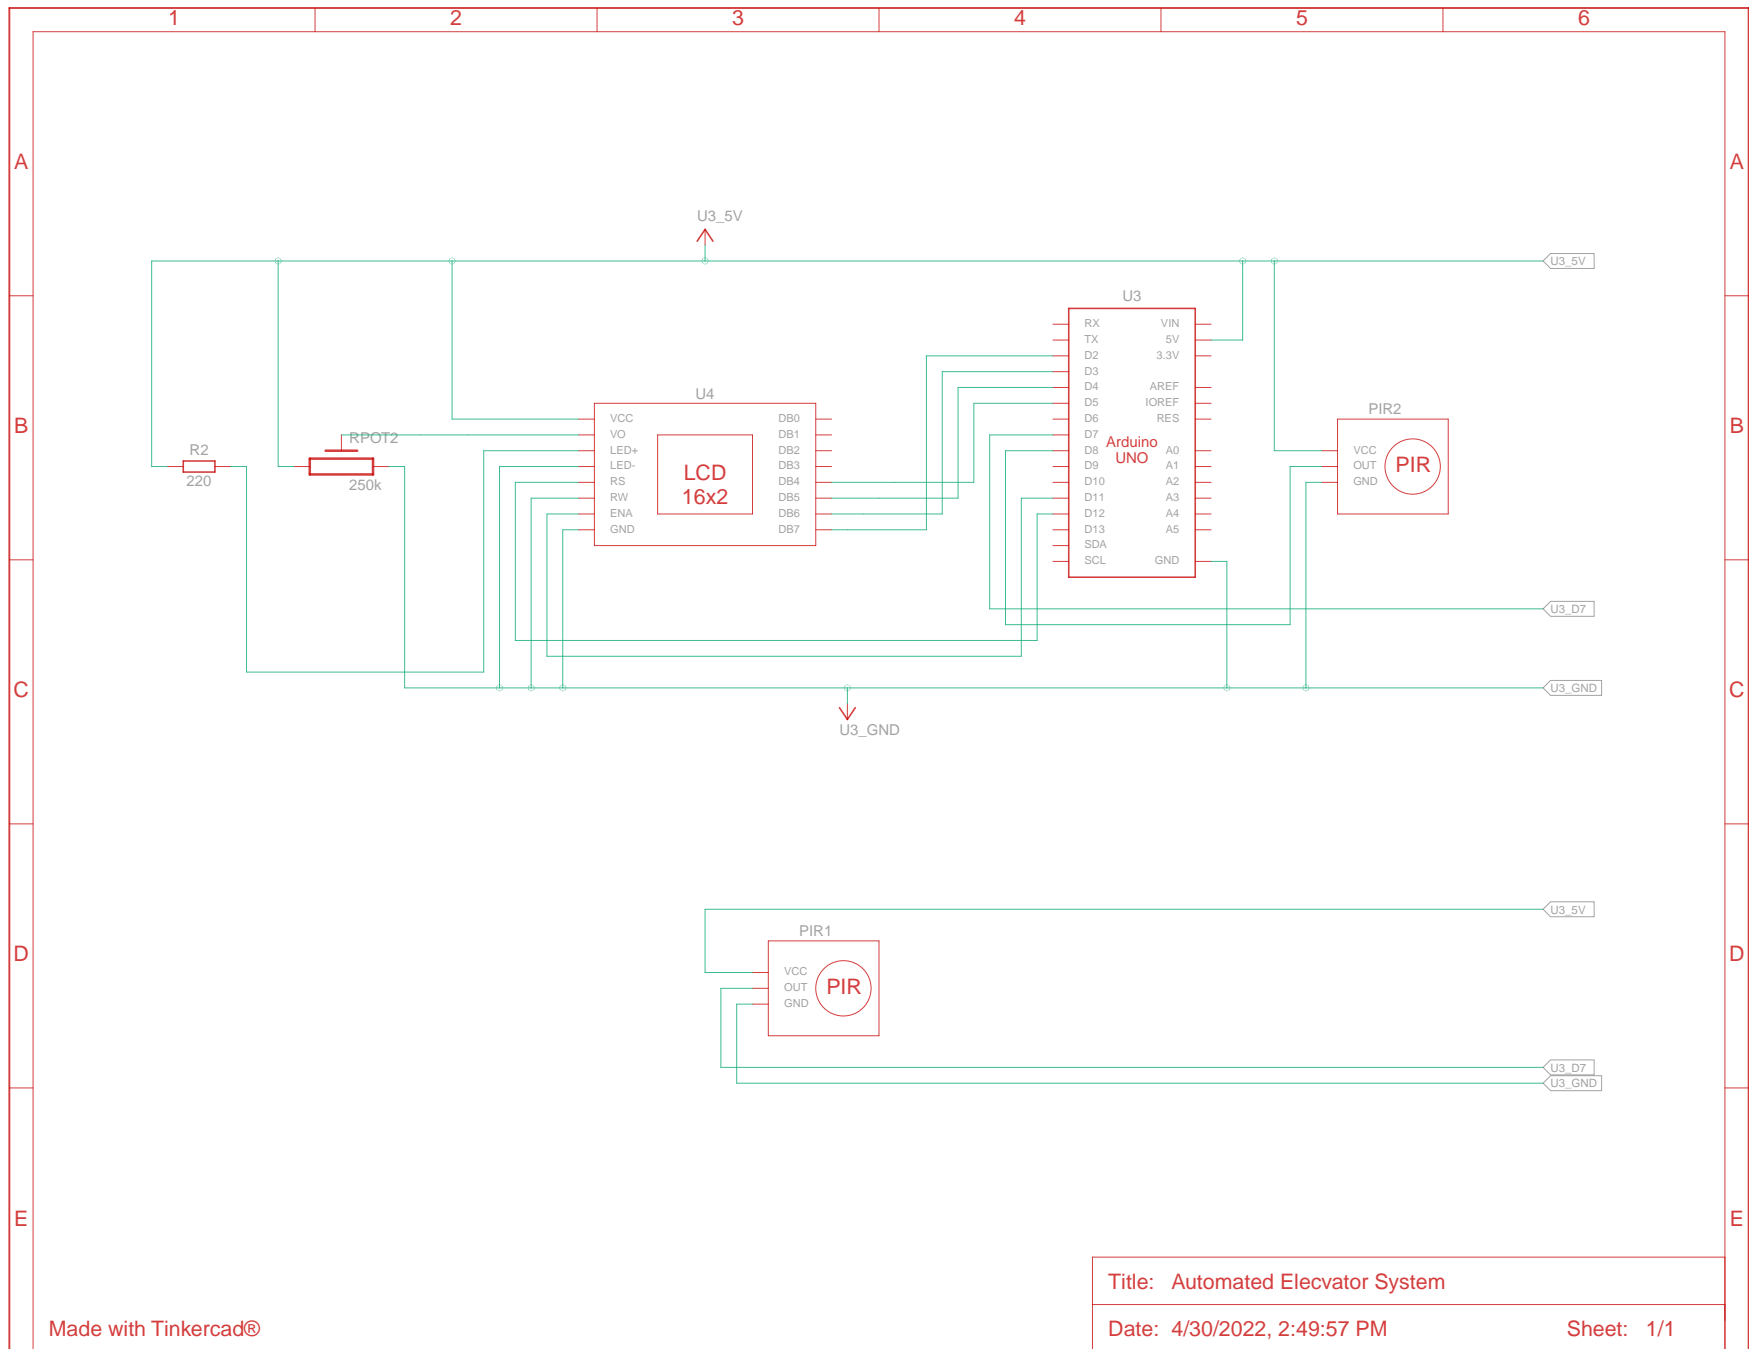 1 2 3 4 5 6
A A
U3_5V
U3_5V
B B
U3
RX VIN
TX 5V
D2 3.3V
D3
D4 AREF
D5 IOREF
D6 RES
D7
D8 A0
D9 A1
D10 A2
D11 A3
D12 A4
D13 A5
SDA
SCL GND
Arduino
UNO
U4
VCC DB0
VO DB1
LED+ DB2
LED- DB3
RS DB4
RW DB5
ENA DB6
GND DB7
LCD
16x2
R2
220
RPOT2
250k
PIR2
VCC
OUT
GND
PIR
U3_D7
C C
U3_GND
U3_GND
U3_5V
D D
PIR1
VCC
OUT
GND
PIR
U3_D7
U3_GND
E E
Title: Automated Elecvator System
Made with Tinkercad®
Date: 4/30/2022, 2:49:57 PM Sheet: 1/1